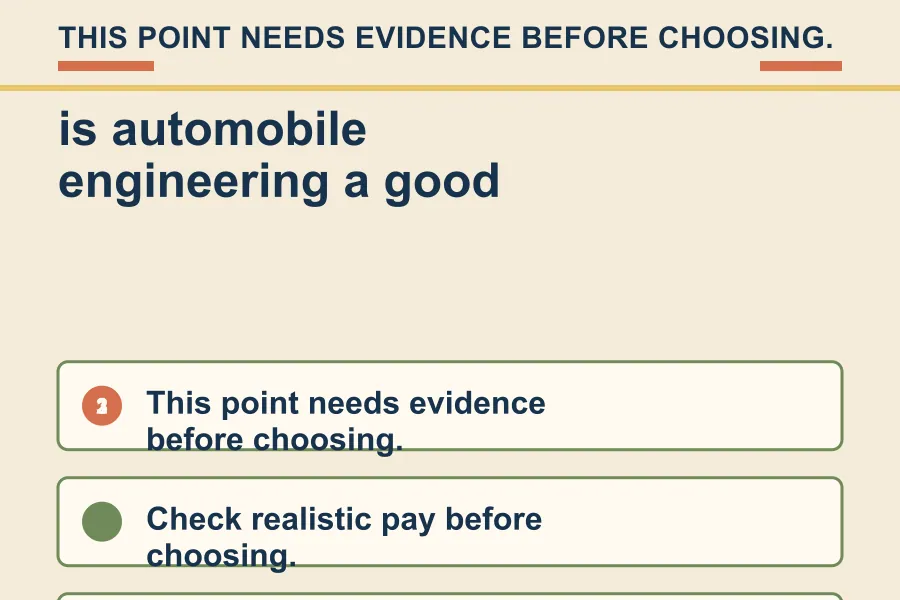 THIS POINT NEEDS EVIDENCE BEFORE CHOOSING.
is automobile
engineering a good
This point needs evidence
before choosing.
Check realistic pay before
choosing.